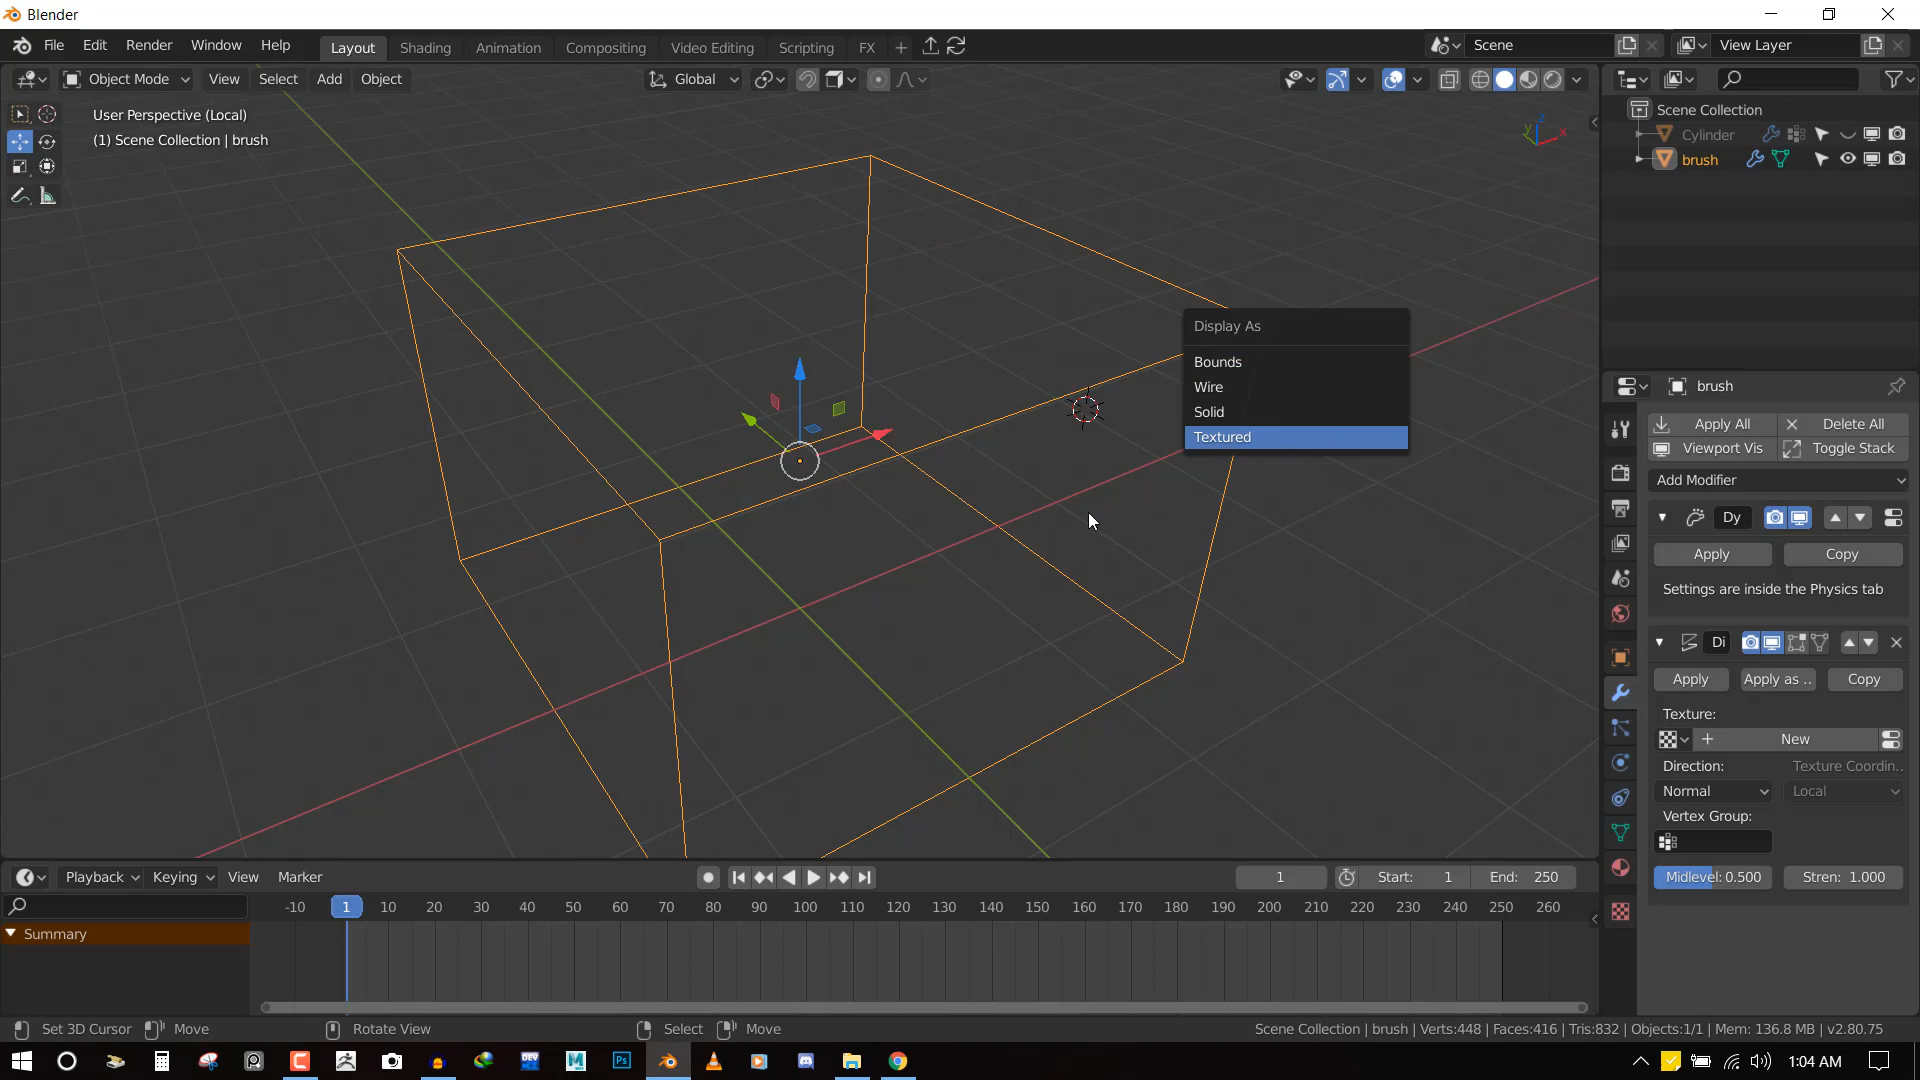 Blender
File Edit Render Window Help
Layout Shading Animation Compositing Texture Paint Video Editing Scripting FX +
Scene
View Layer
Object Mode View Select Add Object
Global
User Perspective (Local)
(1) Scene Collection | brush
Z
Y
X
Scene Collection
Cylinder
brush
Display As
Bounds
Wire
Solid
Textured
brush
Apply All
Delete All
Viewport Vis
Toggle Stack
Add Modifier
Dy
Apply
Copy
Settings are inside the Physics tab
Di
Apply
Apply as ..
Copy
Texture:
+ New
Direction:
Texture Coordin..
Normal
Local
Vertex Group:
Midlevel: 0.500
Stren: 1.000
Playback Keying View Marker
1
Start: 1
End: 250
-10 1 10 20 30 40 50 60 70 80 90 100 110 120 130 140 150 160 170 180 190 200 210 220 230 240 250 260
Summary
Set 3D Cursor Move Rotate View Select Move
Scene Collection | brush | Verts:448 | Faces:416 | Tris:832 | Objects:1/1 | Mem: 136.8 MB | v2.80.75
DEV
M
Ps
1:04 AM